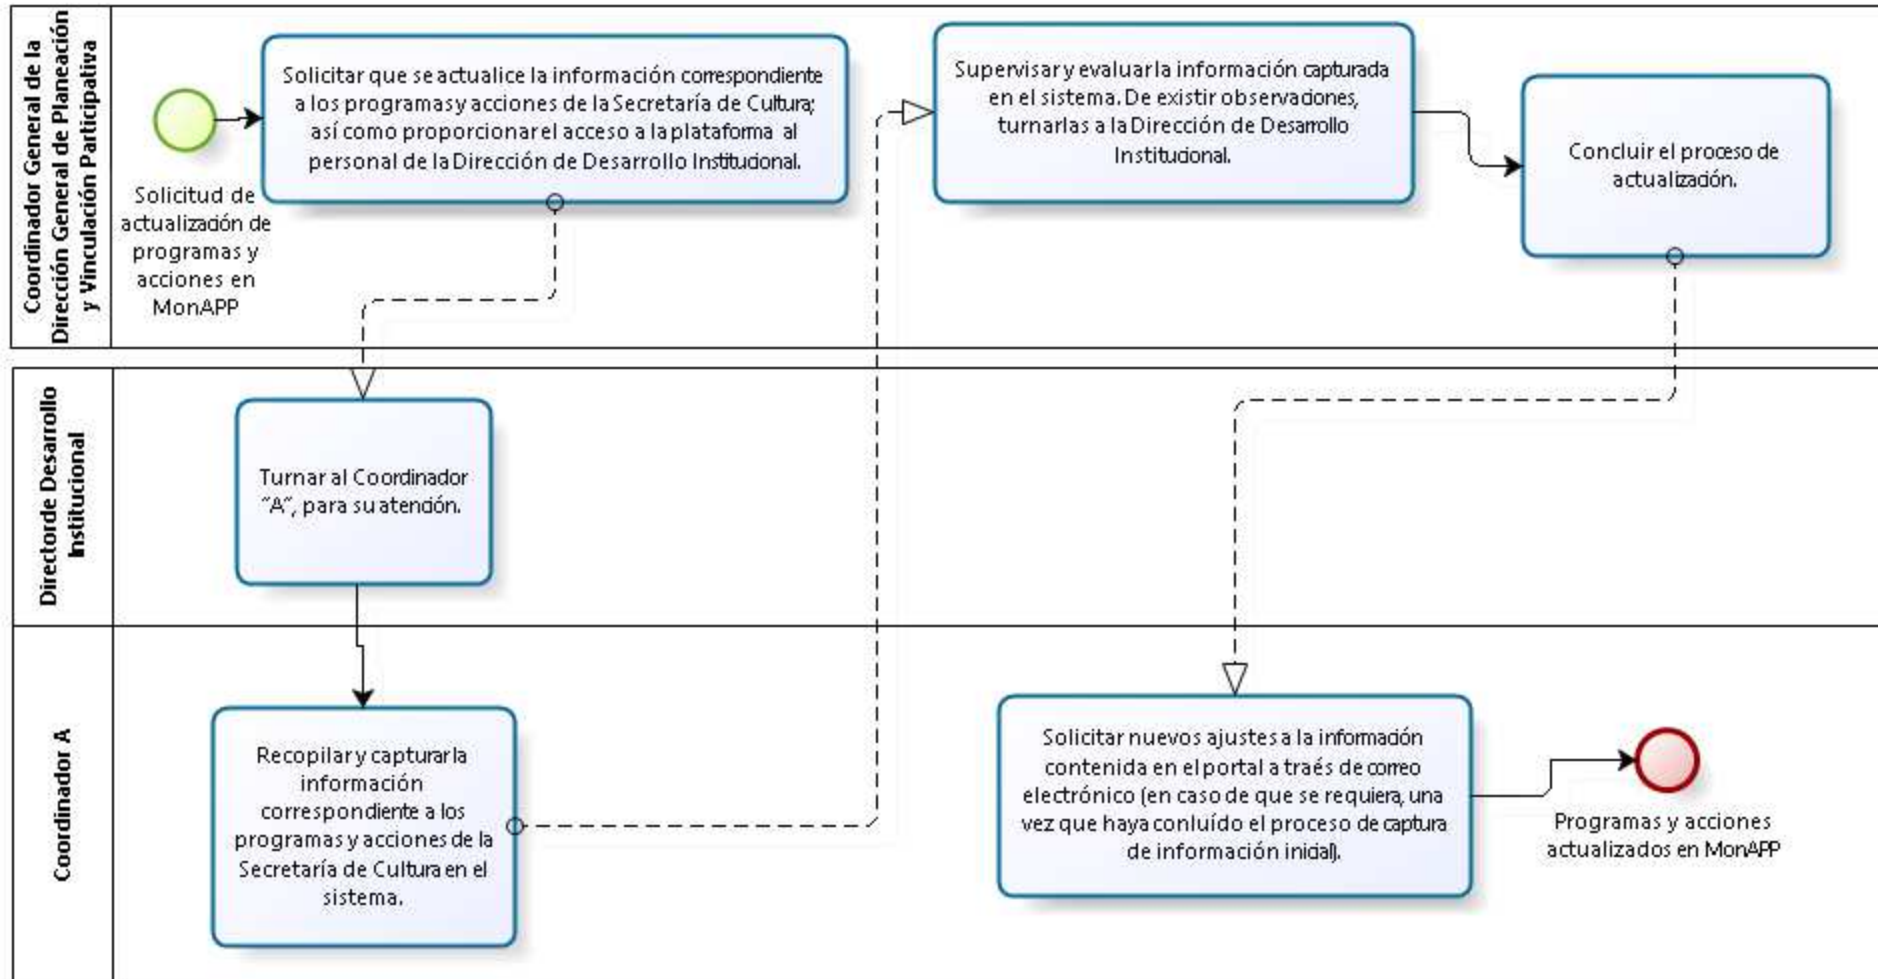 Coordinador General de la
Dirección General de Planeación
y Vinculación Participativa
Solicitud de
actualización de
programas y
acciones en
MonAPP
Solicitar que se actualice la información correspondiente
a los programas y acciones de la Secretaría de Cultura;
así como proporcionar el acceso a la plataforma al
personal de la Dirección de Desarrollo Institucional.
Supervisar y evaluar la información capturada
en el sistema. De existir observaciones,
turnarlas a la Dirección de Desarrollo
Institucional.
Concluir el proceso de
actualización.
Director de Desarrollo
Institucional
Turnar al Coordinador
"A", para su atención.
Coordinador A
Recopilar y capturar la
información
correspondiente a los
programas y acciones de la
Secretaría de Cultura en el
sistema.
Solicitar nuevos ajustes a la información
contenida en el portal a traés de correo
electrónico (en caso de que se requiera, una
vez que haya conluído el proceso de captura
de información inicial).
Programas y acciones
actualizados en MonAPP